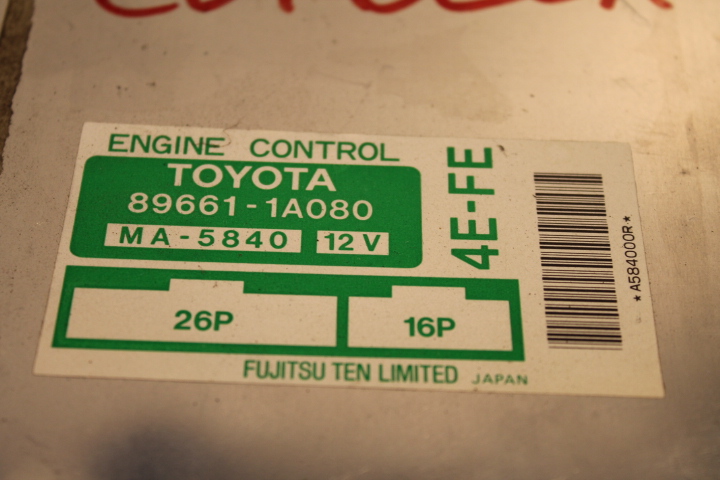 ENGINE CONTROL
TOYOTA
89661-1A080
MA-5840 12V
4E-FE
26P
16P
FUJITSU TEN LIMITED JAPAN
*A584000R*